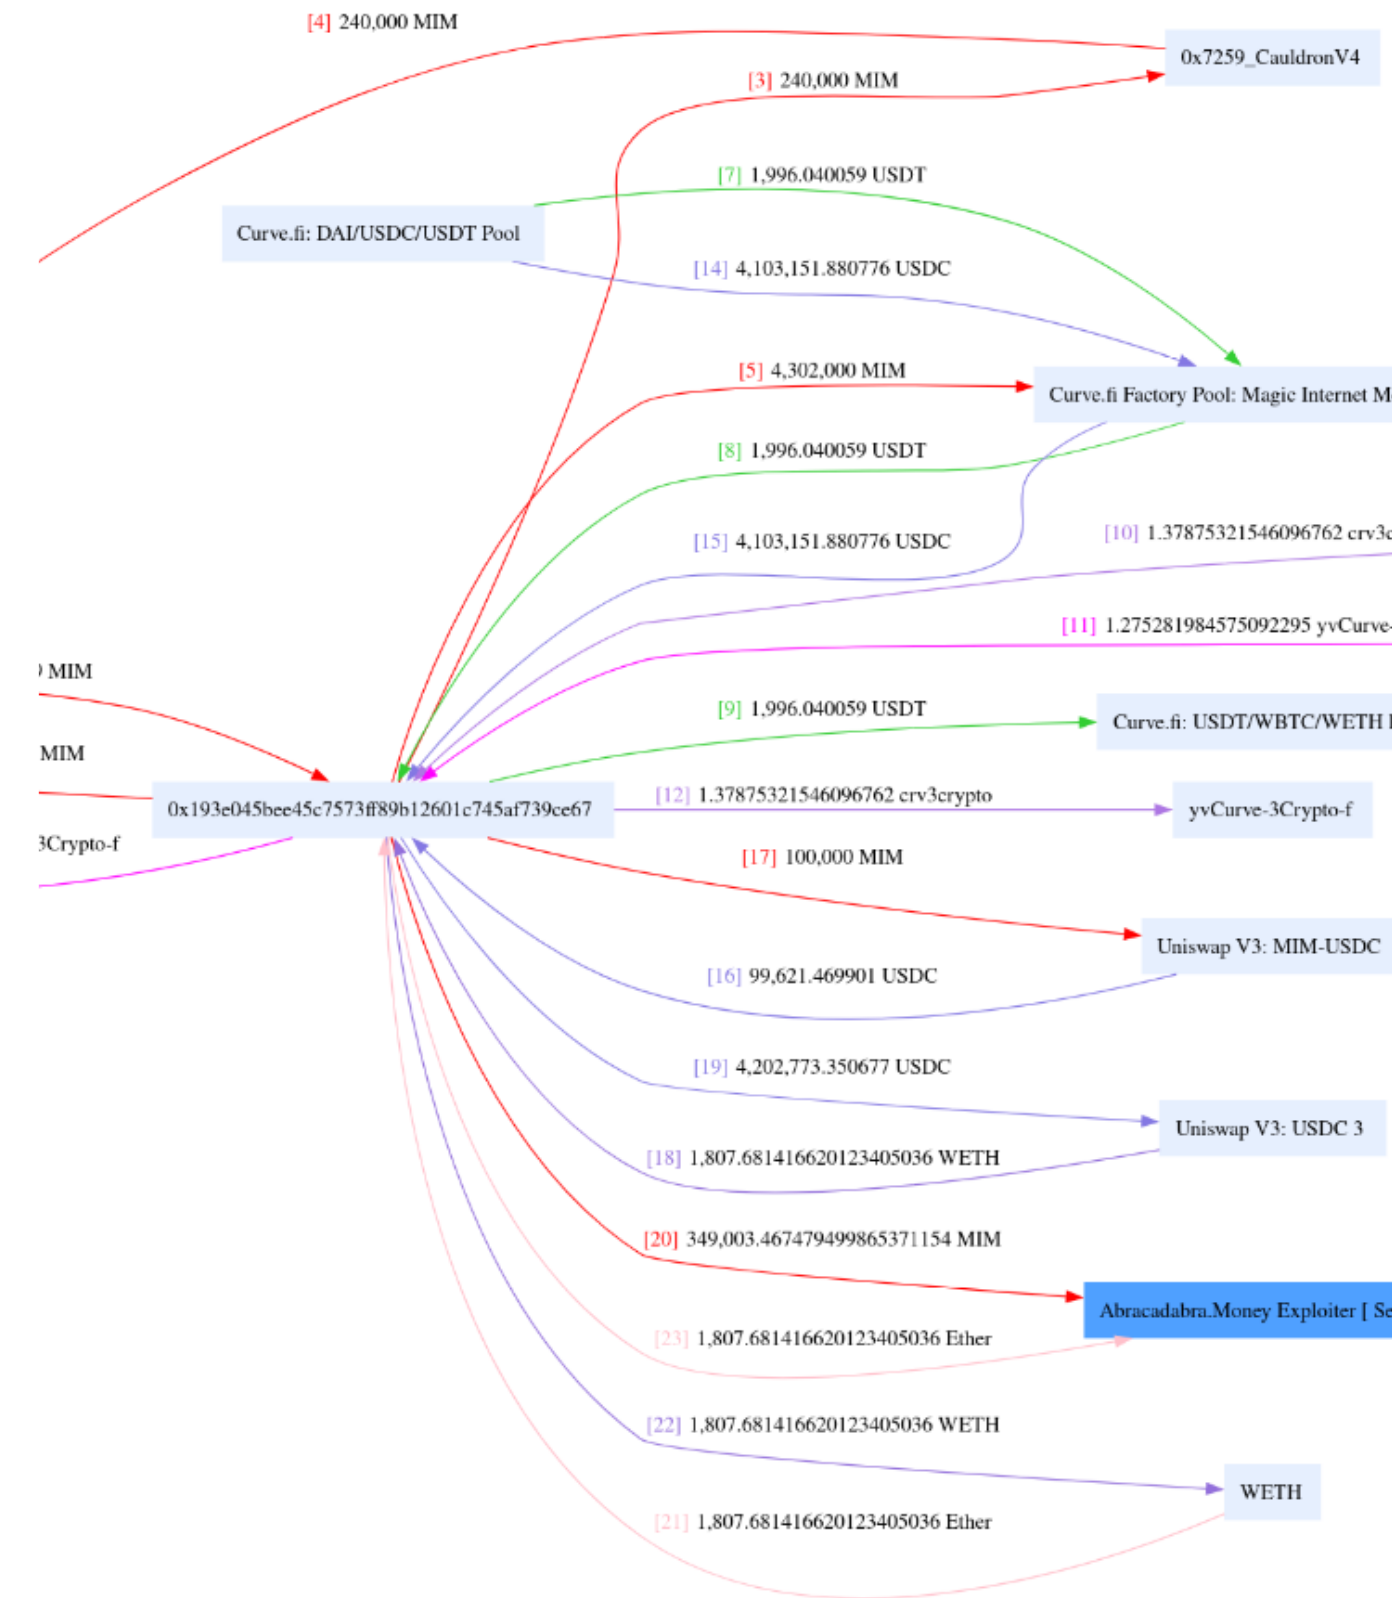 [4] 240,000 MIM
0x7259_CauldronV4
[3] 240,000 MIM
[7] 1,996.040059 USDT
Curve.fi: DAI/USDC/USDT Pool
[14] 4,103,151.880776 USDC
[5] 4,302,000 MIM
Curve.fi Factory Pool: Magic Internet
[8] 1,996.040059 USDT
[10] 1.37875321546096762
[15] 4,103,151.880776 USDC
[11] 1.275281984575092295 yvCurve-
MIM
[9] 1,996.040059 USDT
Curve.fi: USDT/WBTC/WETH
MIM
[12] 1.37875321546096762 crv3crypto
0x193e045bee45c7573ff89b12601c745af739ce67
yvCurve-3Crypto-f
3Crypto-f
[17] 100,000 MIM
Uniswap V3: MIM-USDC
[16] 99,621.469901 USDC
[19] 4,202,773.350677 USDC
Uniswap V3: USDC 3
[18] 1,807.681416620123405036 WETH
[20] 349,003.467479499865371154 MIM
Abracadabra.Money Exploiter [
[23] 1,807.681416620123405036 Ether
[22] 1,807.681416620123405036 WETH
WETH
[21] 1,807.681416620123405036 Ether